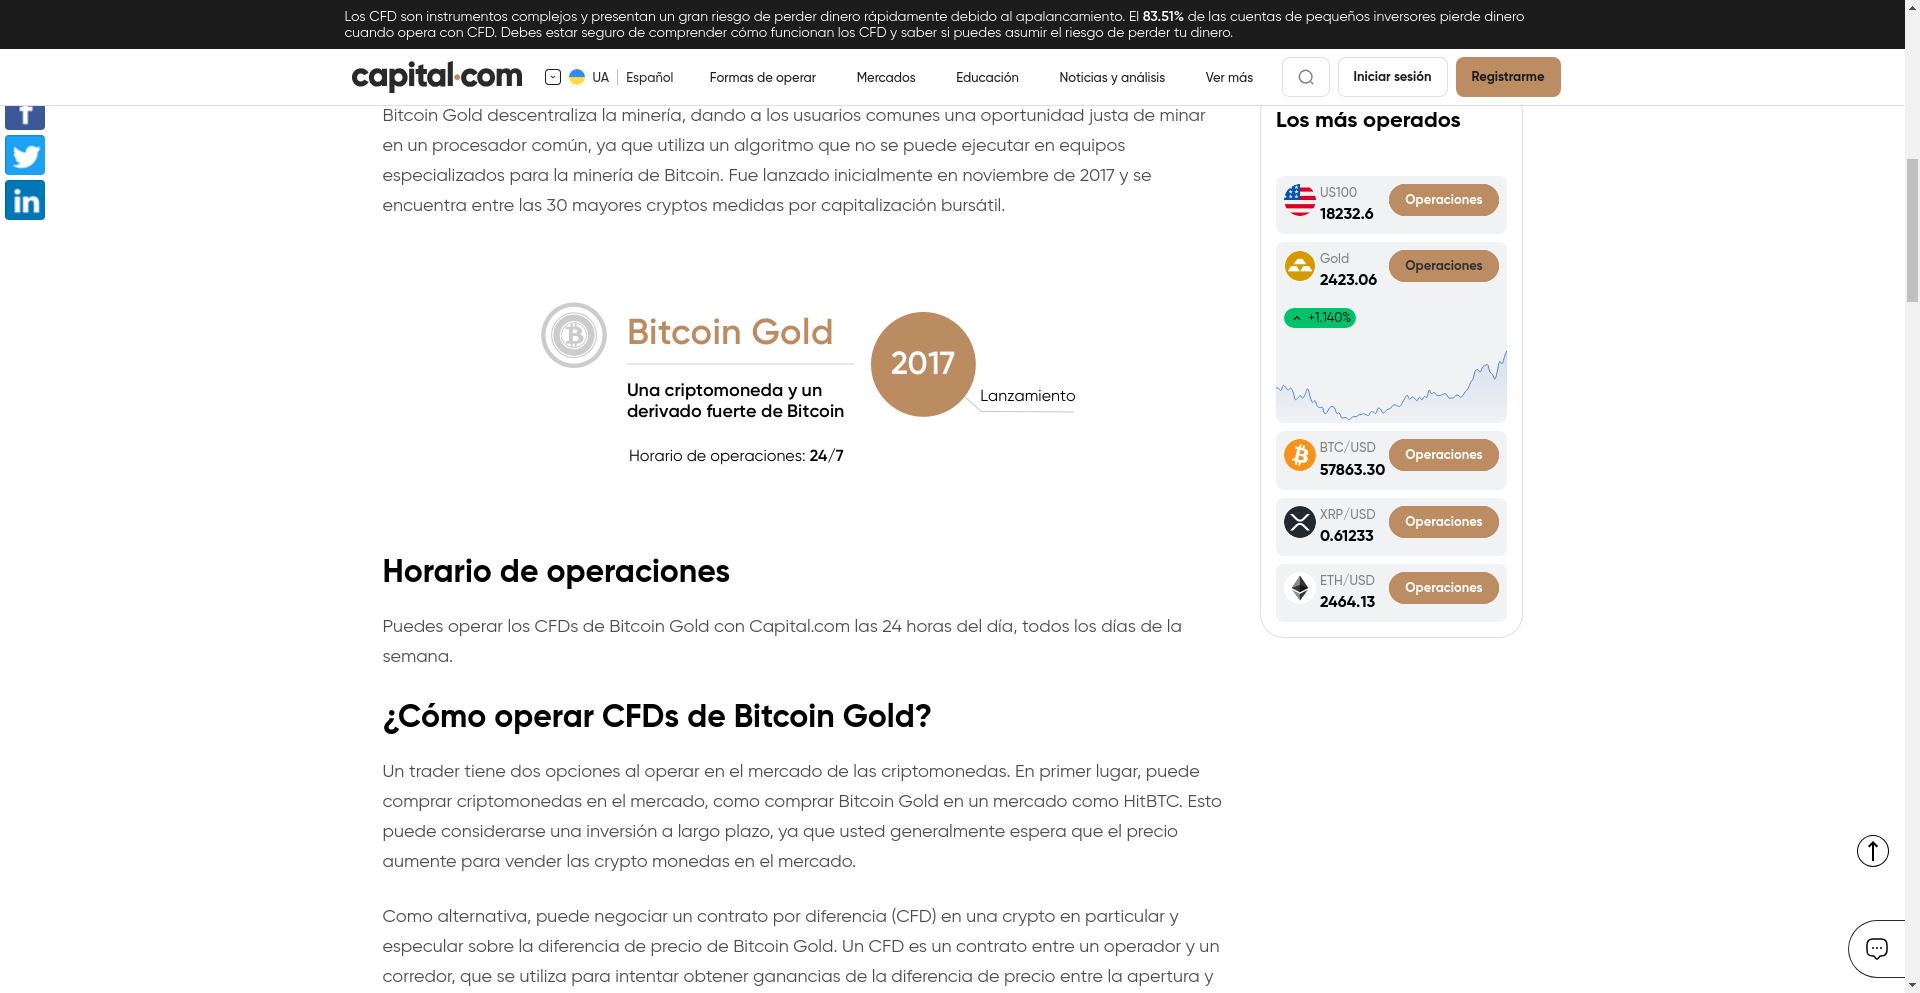 Los CFD son instrumentos complejos y presentan un gran riesgo de perder dinero rápidamente debido al apalancamiento. El 83.51% de las cuentas de pequeños inversores pierde dinero
cuando opera con CFD. Debes estar seguro de comprender cómo funcionan los CFD y saber si puedes asumir el riesgo de perder tu dinero.
capital.com UA Español Formas de operar Mercados Educación Noticias y análisis Ver más Iniciar sesión Registrarme
Bitcoin Gold descentraliza la minería, dando a los usuarios comunes una oportunidad justa de minar
en un procesador común, ya que utiliza un algoritmo que no se puede ejecutar en equipos
especializados para la minería de Bitcoin. Fue lanzado inicialmente en noviembre de 2017 y se
encuentra entre las 30 mayores cryptos medidas por capitalización bursátil.
Bitcoin Gold
Una criptomoneda y un
derivado fuerte de Bitcoin
Horario de operaciones: 24/7
2017
Lanzamiento
Horario de operaciones
Puedes operar los CFDs de Bitcoin Gold con Capital.com las 24 horas del día, todos los días de la
semana.
¿Cómo operar CFDs de Bitcoin Gold?
Un trader tiene dos opciones al operar en el mercado de las criptomonedas. En primer lugar, puede
comprar criptomonedas en el mercado, como comprar Bitcoin Gold en un mercado como HitBTC. Esto
puede considerarse una inversión a largo plazo, ya que usted generalmente espera que el precio
aumente para vender las crypto monedas en el mercado.
Como alternativa, puede negociar un contrato por diferencia (CFD) en una crypto en particular y
especular sobre la diferencia de precio de Bitcoin Gold. Un CFD es un contrato entre un operador y un
corredor, que se utiliza para intentar obtener ganancias de la diferencia de precio entre la apertura y
Los más operados
US100
18232.6
Operaciones
Gold
2423.06
Operaciones
+1.140%
BTC/USD
57863.30
Operaciones
XRP/USD
0.61233
Operaciones
ETH/USD
2464.13
Operaciones